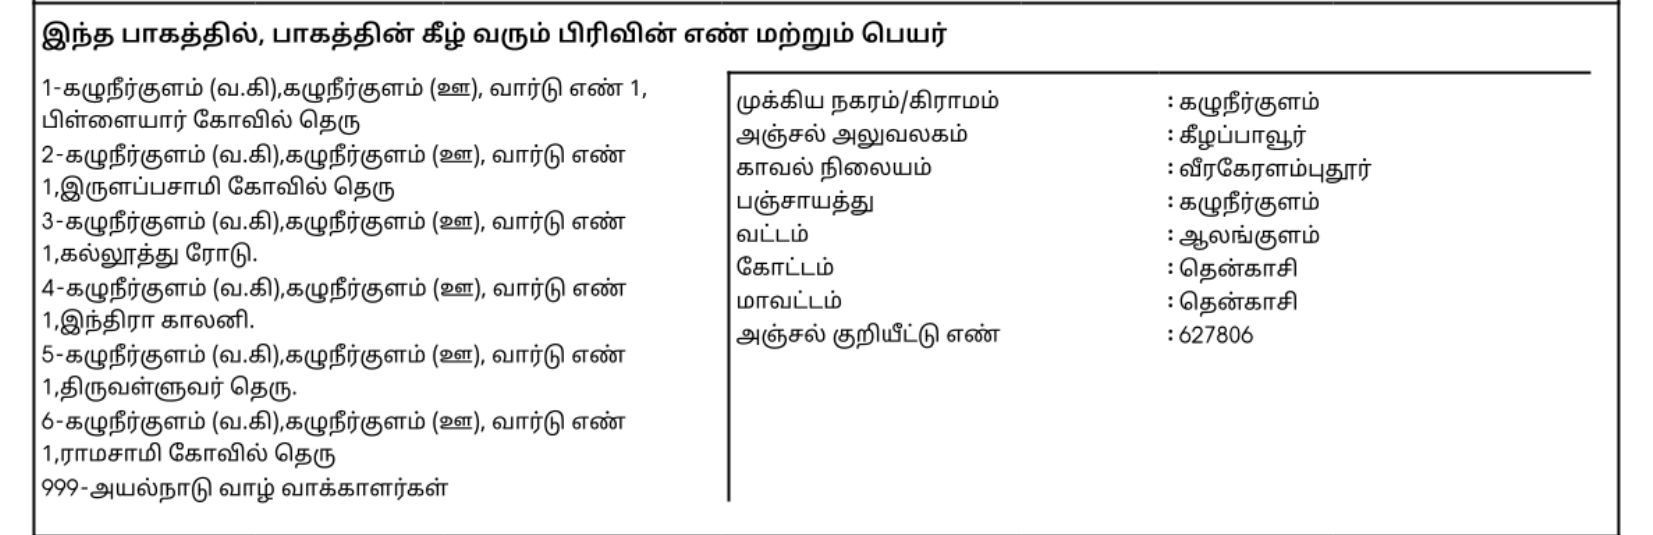 இந்த பாகத்தில், பாகத்தின் கீழ் வரும் பிரிவின் எண் மற்றும் பெயர்
1-கழுநீர்குளம் (வ.கி),கழுநீர்குளம் (ஊ), வார்டு எண் 1,
பிள்ளையார் கோவில் தெரு
2-கழுநீர்குளம் (வ.கி),கழுநீர்குளம் (ஊ), வார்டு எண்
1,இருளப்பசாமி கோவில் தெரு
3-கழுநீர்குளம் (வ.கி),கழுநீர்குளம் (ஊ), வார்டு எண்
1,கல்லூத்து ரோடு.
4-கழுநீர்குளம் (வ.கி),கழுநீர்குளம் (ஊ), வார்டு எண்
1,இந்திரா காலனி.
5-கழுநீர்குளம் (வ.கி),கழுநீர்குளம் (ஊ), வார்டு எண்
1,திருவள்ளுவர் தெரு.
6-கழுநீர்குளம் (வ.கி),கழுநீர்குளம் (ஊ), வார்டு எண்
1,ராமசாமி கோவில் தெரு
999-அயல்நாடு வாழ் வாக்காளர்கள்
முக்கிய நகரம்/கிராமம் : கழுநீர்குளம்
அஞ்சல் அலுவலகம் : கீழப்பாவூர்
காவல் நிலையம் : வீரகேரளம்புதூர்
பஞ்சாயத்து : கழுநீர்குளம்
வட்டம் : ஆலங்குளம்
கோட்டம் : தென்காசி
மாவட்டம் : தென்காசி
அஞ்சல் குறியீட்டு எண் : 627806